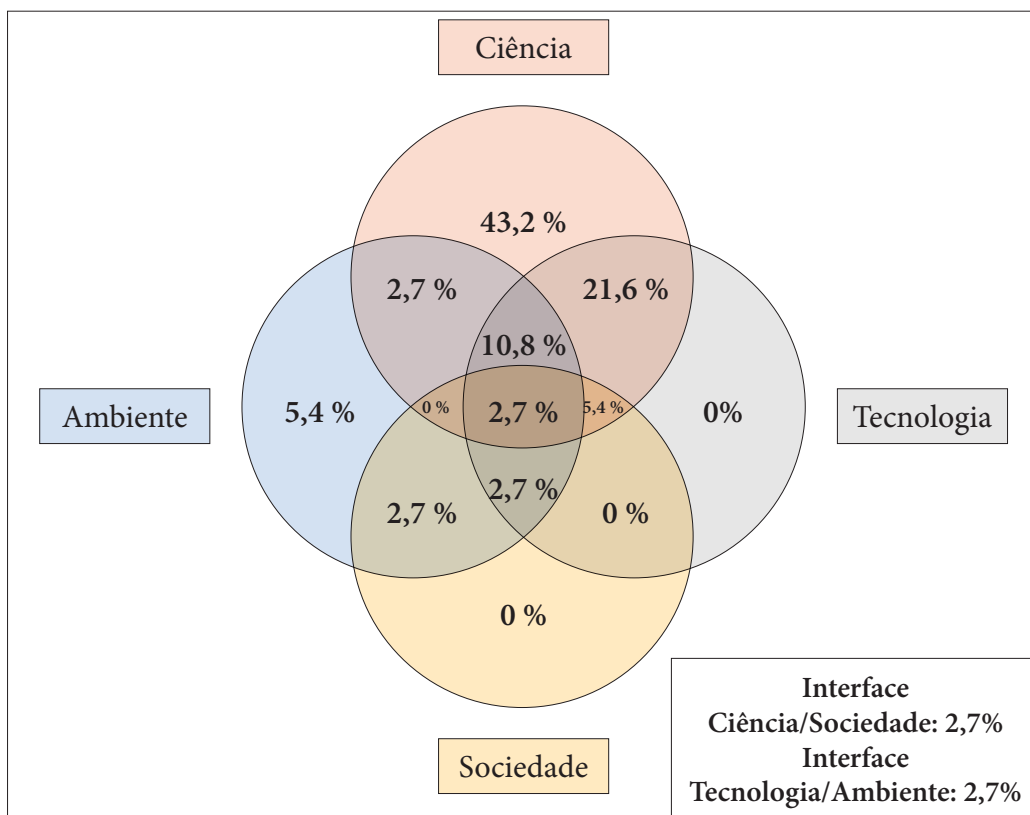 Ciência
43,2 %
2,7 %
21,6 %
10,8 %
Ambiente
5,4 %
0 %
2,7 %
5,4 %
0%
Tecnologia
2,7 %
2,7 %
0 %
0 %
Sociedade
Interface
Ciência/Sociedade: 2,7%
Interface
Tecnologia/Ambiente: 2,7%